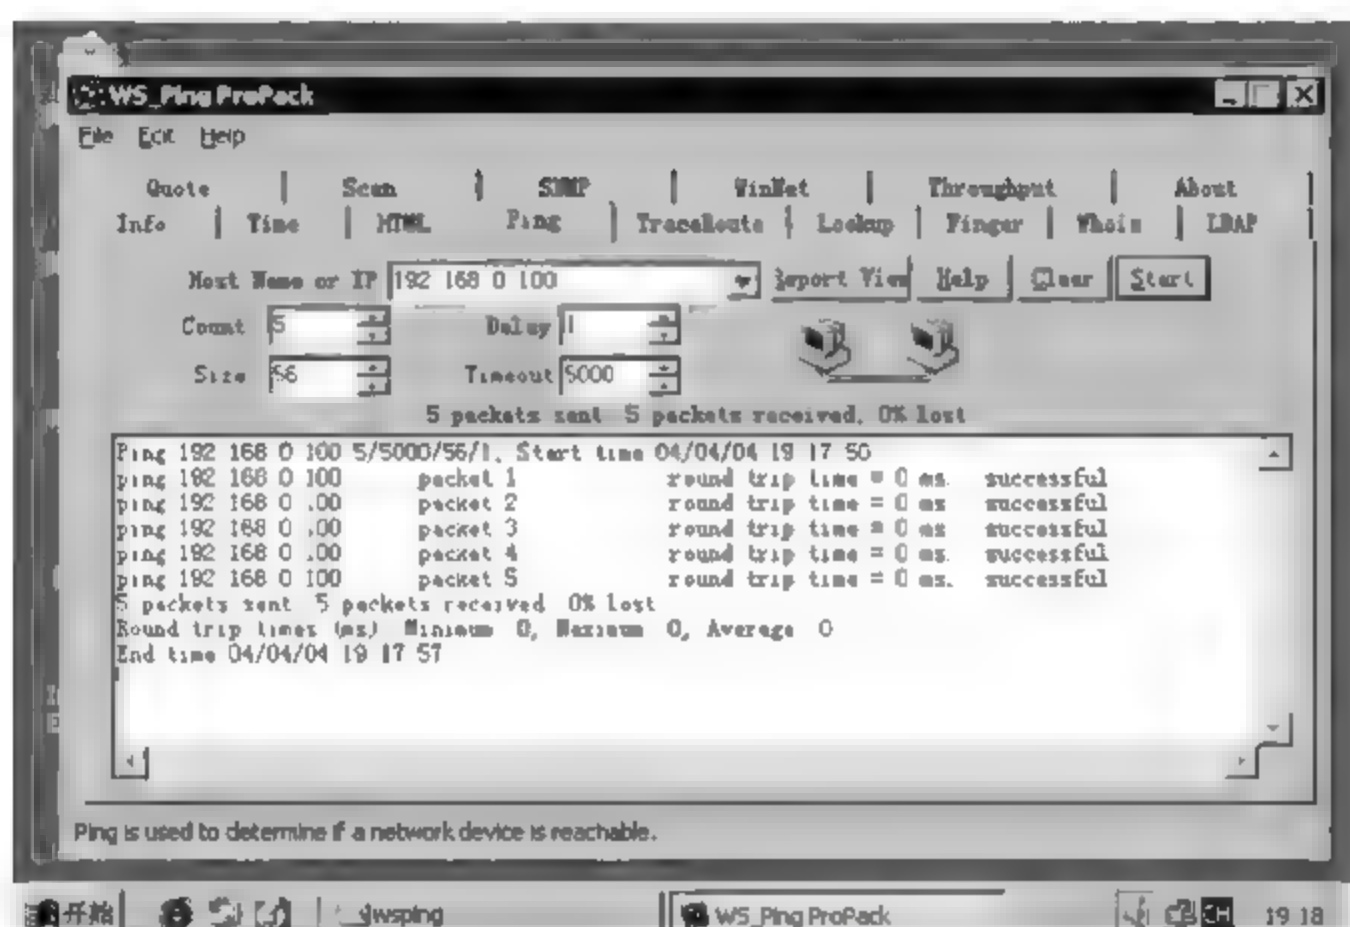 WS_Ping ProPack
File Edit Help
Quote Scan SNMP WinNet Throughput About
Info Time HTML Ping TraceRoute Lookup Finger Whois LDAP
Host Name or IP 192 168 0 100 Report View Help Clear Start
Count 5 Delay 1
Size 56 Timeout 5000
5 packets sent 5 packets received, 0% lost
Ping 192 168 0 100 5/5000/56/1, Start time 04/04/04 19 17 50
ping 192 168 0 100 packet 1 round trip time = 0 ms. successful
ping 192 168 0 .00 packet 2 round trip time = 0 ms successful
ping 192 168 0 .00 packet 3 round trip time = 0 ms successful
ping 192 168 0 .00 packet 4 round trip time = 0 ms. successful
ping 192 168 0 100 packet 5 round trip time = 0 ms. successful
5 packets sent 5 packets received 0% lost
Round trip times (ms) Minimum 0, Maximum 0, Average 0
End time 04/04/04 19 17 57
Ping is used to determine if a network device is reachable.
开始 wsping WS_Ping ProPack CH 19 18